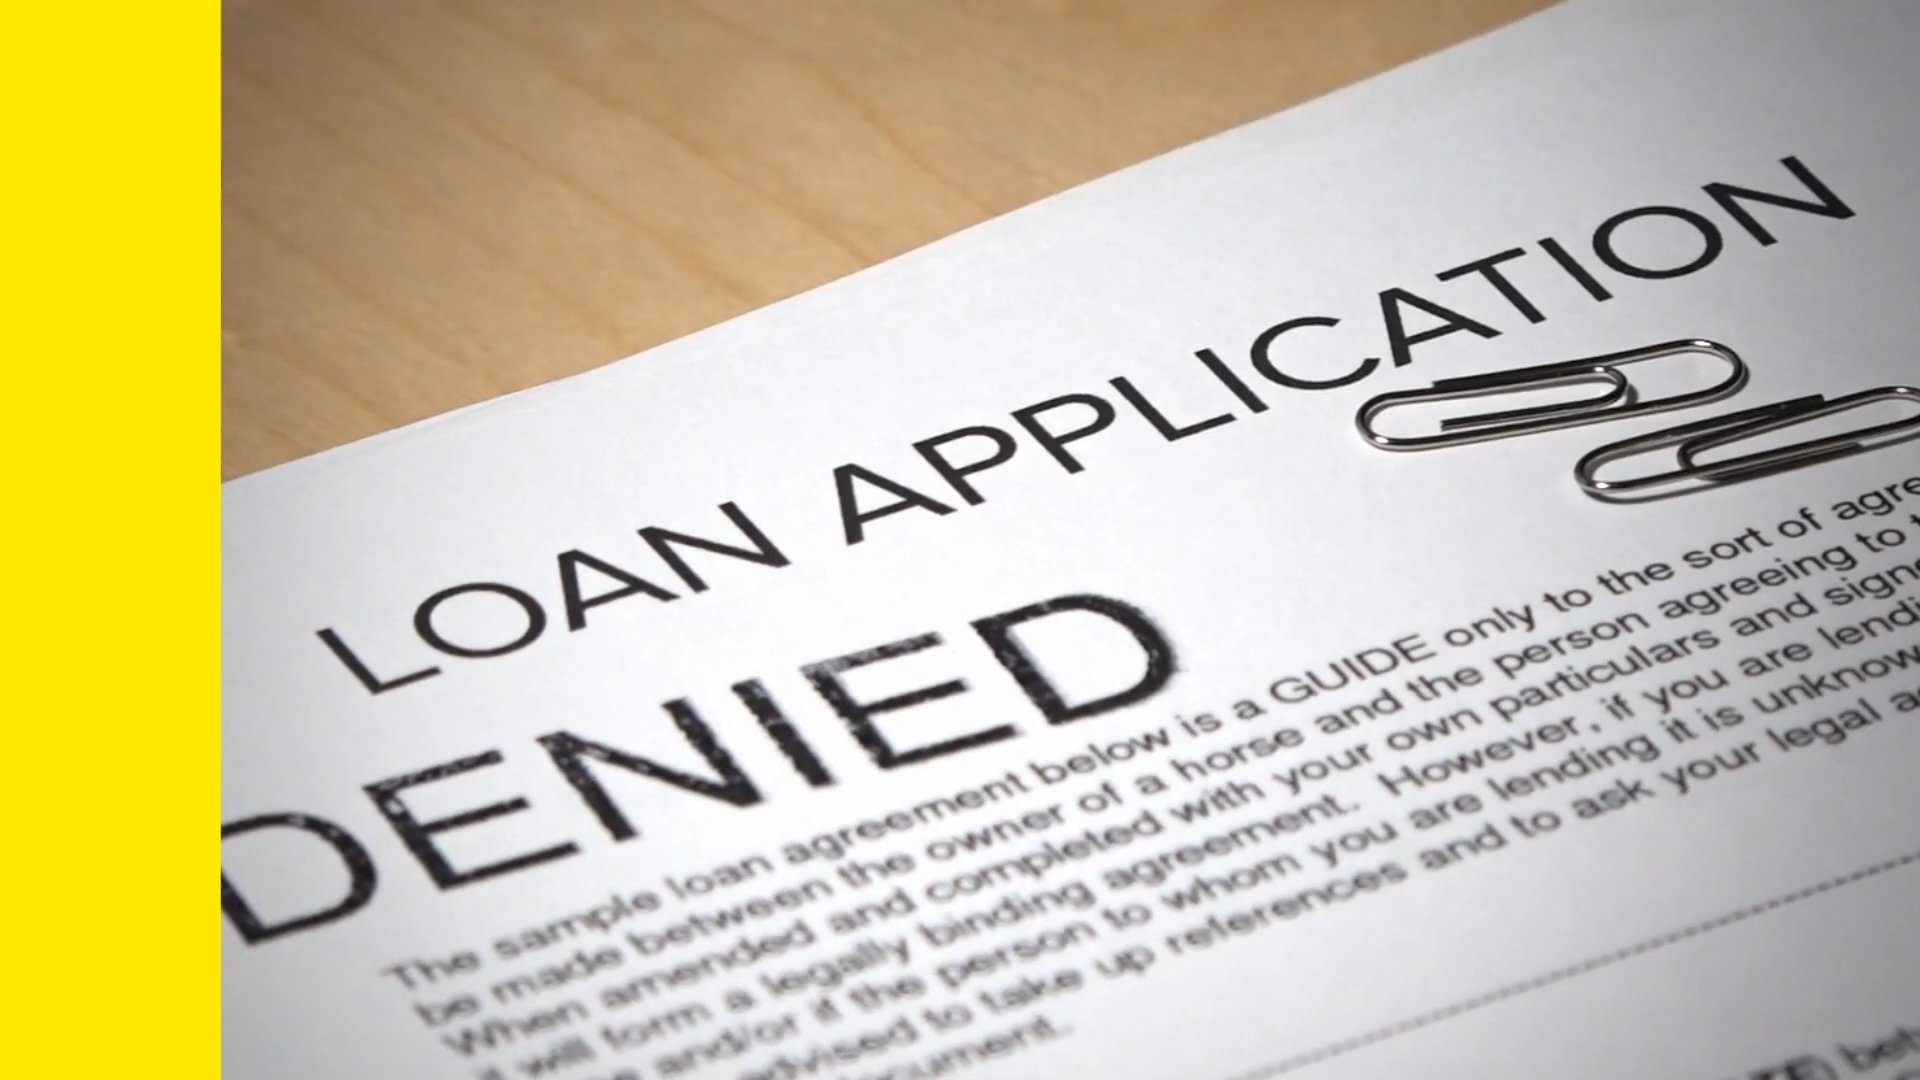 LOAN APPLICATION
DENIED
The sample loan agreement below is a GUIDE only to the sort of agre
be made between the owner of a horse and the person agreeing to t
When amended and completed with your own particulars and signe
it will form a legally binding agreement. However, if you are lendi
and/or if the person to whom you are lending it is unknow
advised to take up references and to ask your legal a
document.